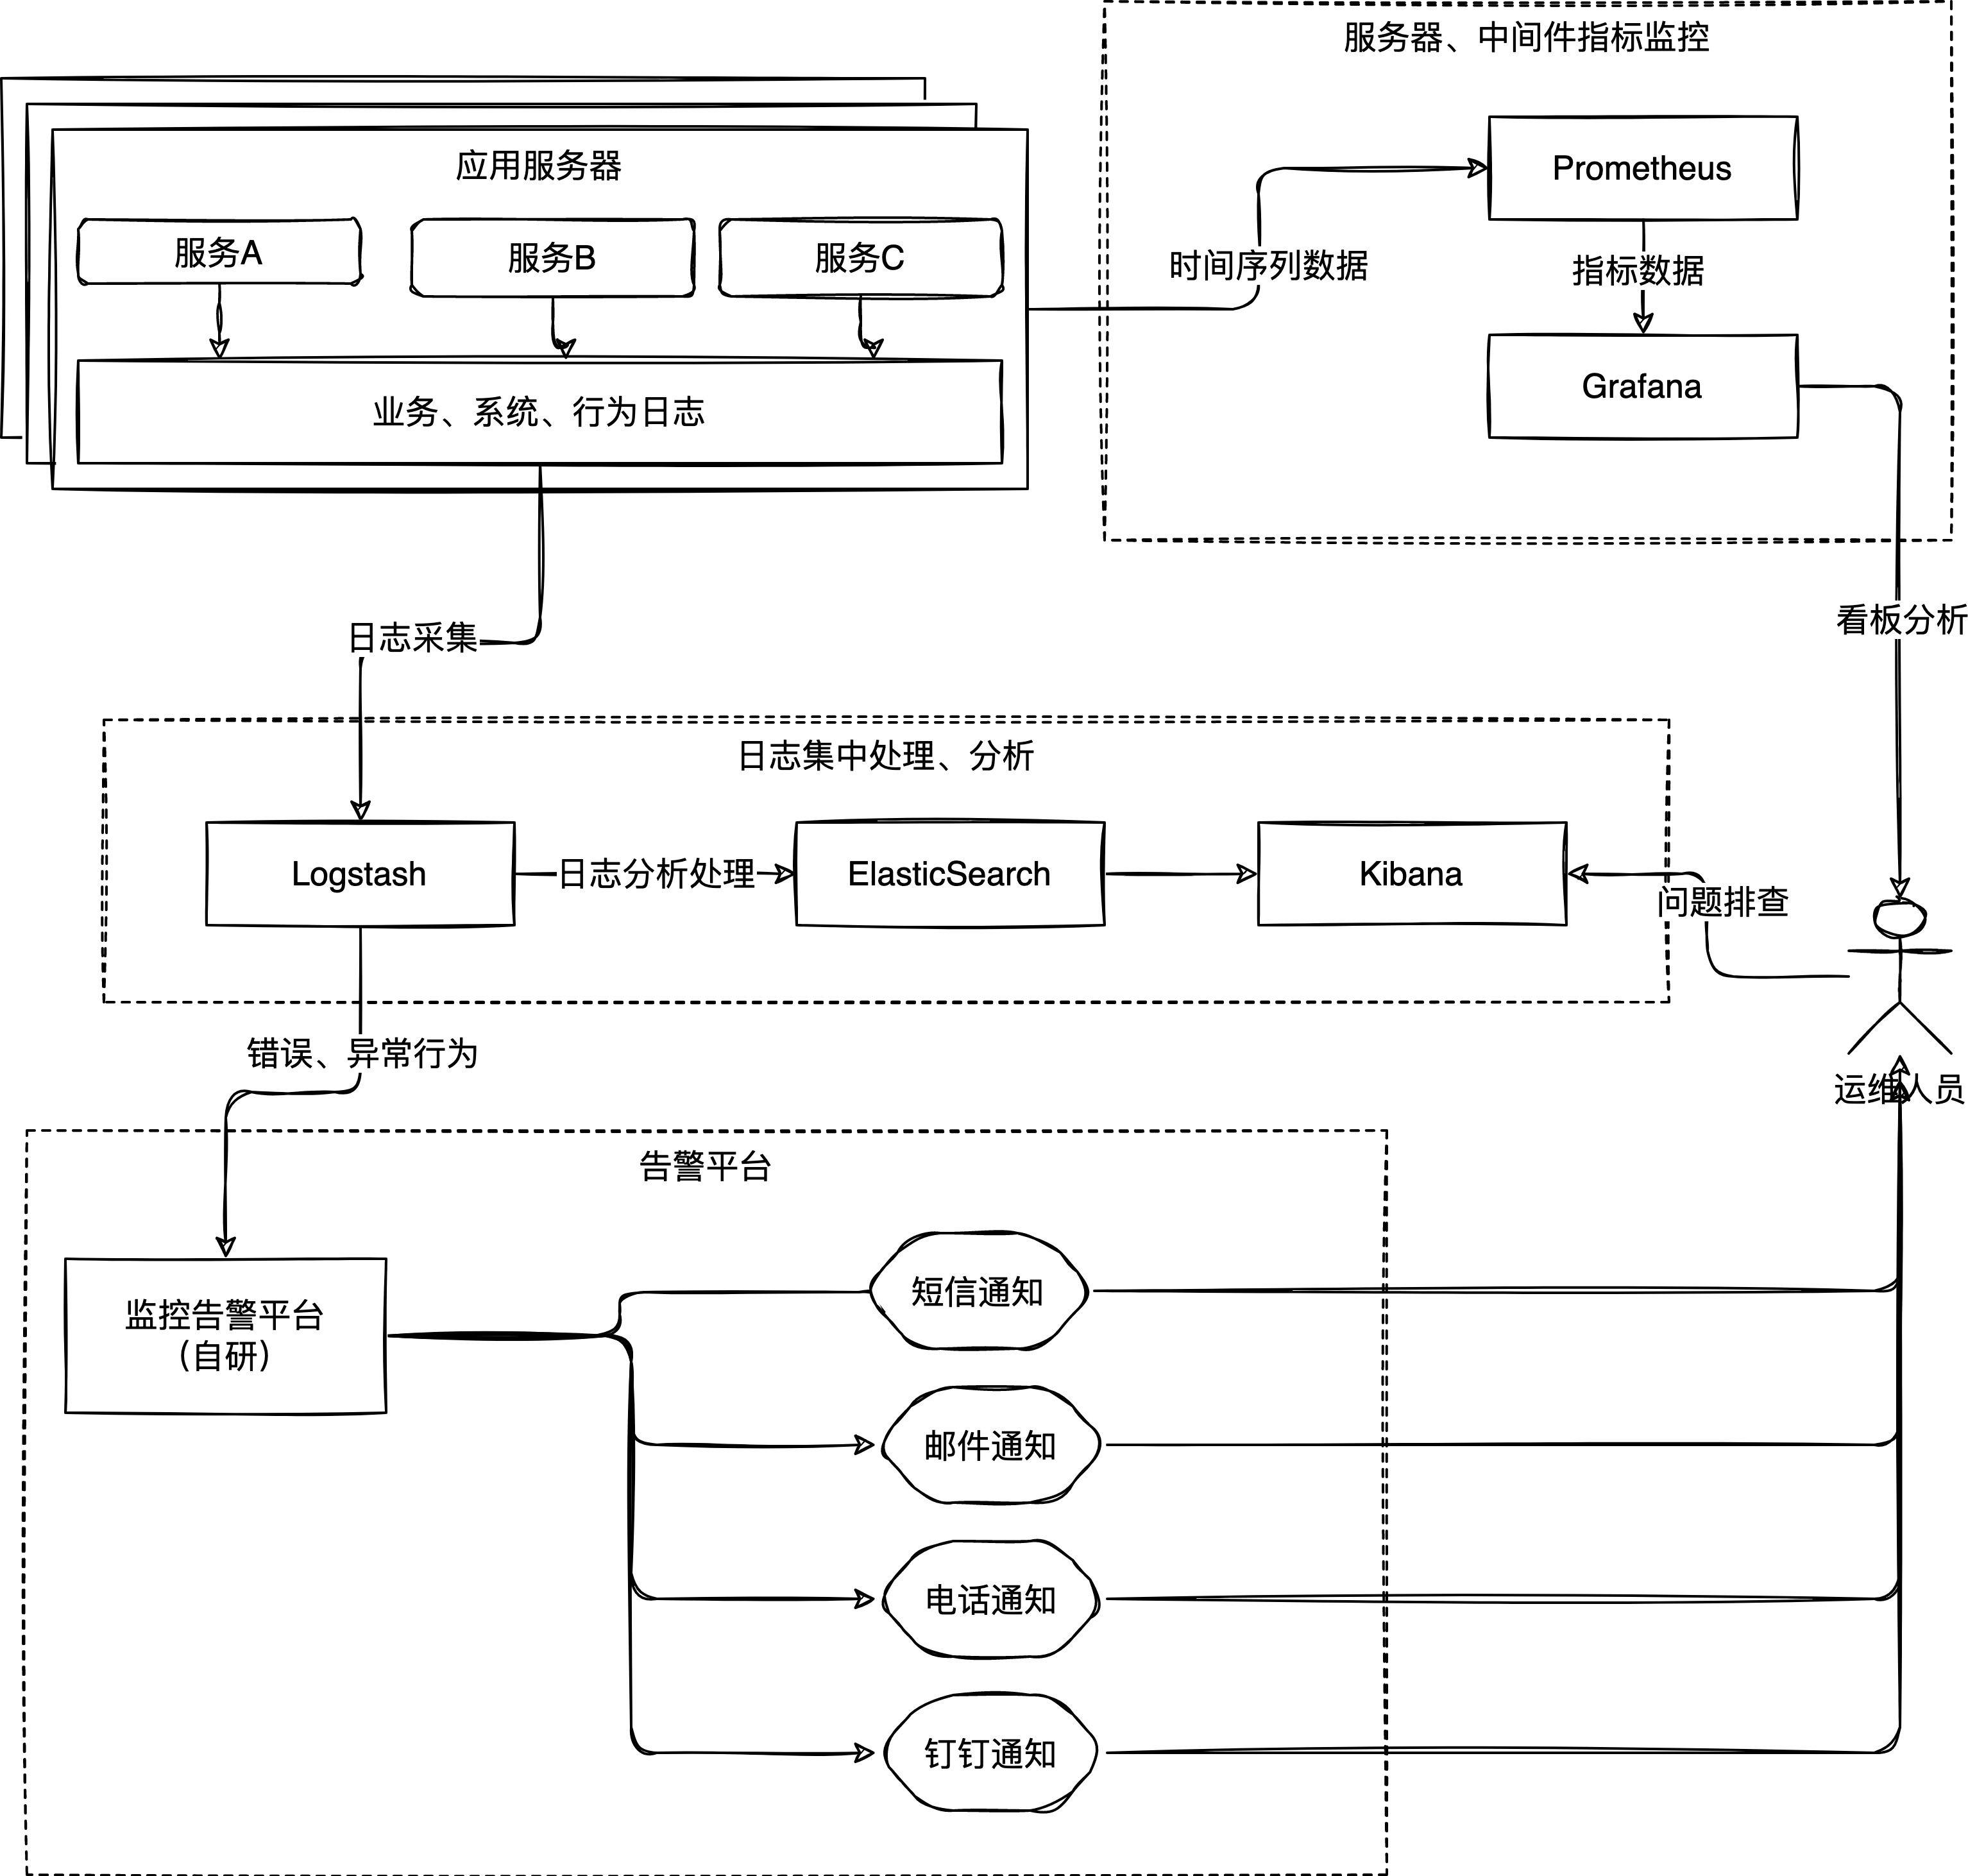 服务器、中间件指标监控
应用服务器
Prometheus
服务A
服务B
服务C
时间序列数据
指标数据
Grafana
业务、系统、行为日志
日志采集
看板分析
日志集中处理、分析
Logstash
日志分析处理
ElasticSearch
Kibana
问题排查
错误、异常行为
运维人员
告警平台
监控告警平台
（自研）
短信通知
邮件通知
电话通知
钉钉通知